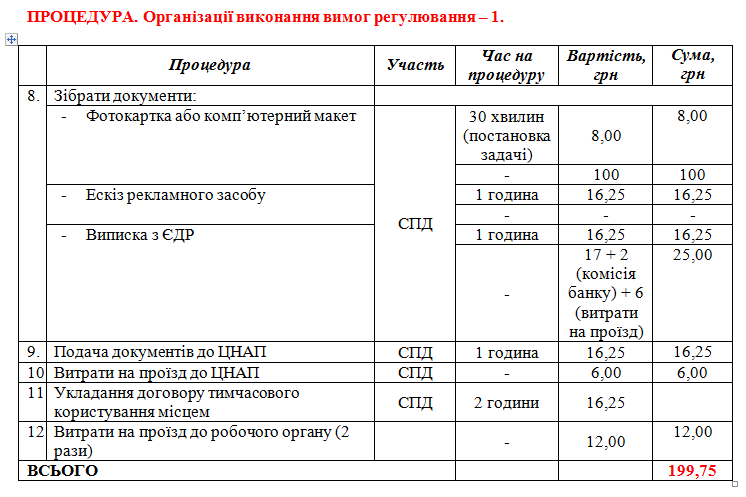 ПРОЦЕДУРА. Організації виконання вимог регулювання – 1.
Процедура Участь Час на процедуру Вартість, грн Сума, грн
8. Зібрати документи:
- Фотокартка або комп’ютерний макет СПД 30 хвилин (постановка задачі) 8,00 8,00
- 100 100
- Ескіз рекламного засобу 1 година 16,25 16,25
- - -
- Виписка з ЄДР 1 година 16,25 16,25
- 17 + 2 (комісія банку) + 6 (витрати на проїзд) 25,00
9. Подача документів до ЦНАП СПД 1 година 16,25 16,25
10 Витрати на проїзд до ЦНАП СПД - 6,00 6,00
11 Укладання договору тимчасового користування місцем СПД 2 години 16,25
12 Витрати на проїзд до робочого органу (2 рази) - 12,00 12,00
ВСЬОГО 199,75